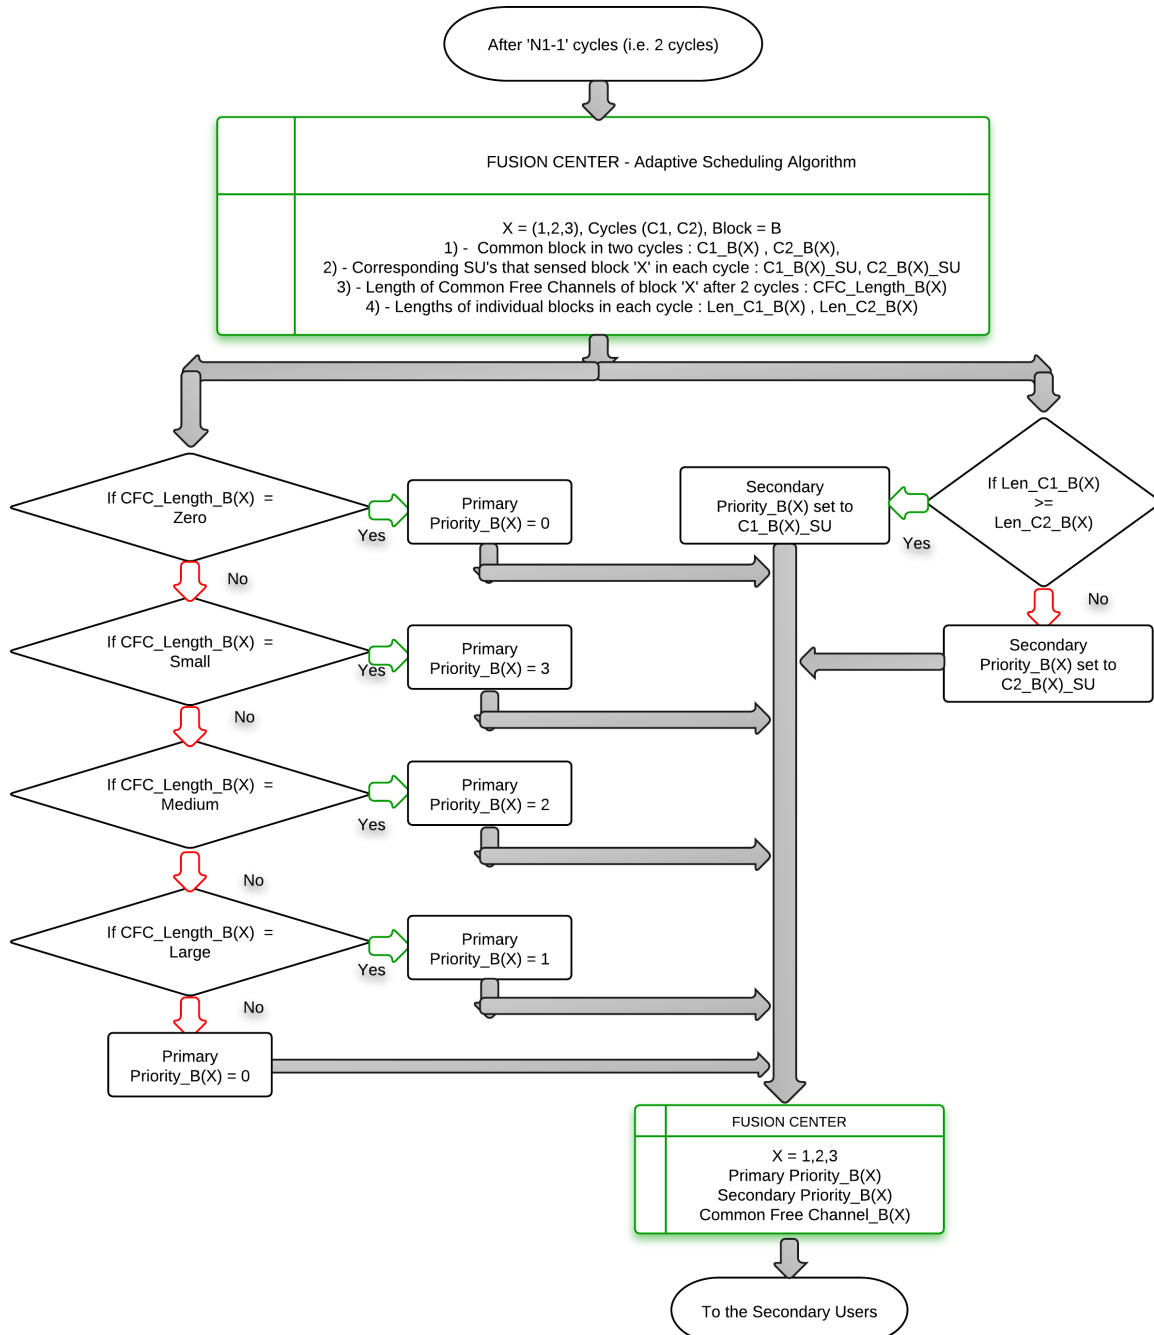 After 'N1-1' cycles (i.e. 2 cycles)
FUSION CENTER - Adaptive Scheduling Algorithm
X = (1,2,3), Cycles (C1, C2), Block = B
1) - Common block in two cycles : C1_B(X) , C2_B(X),
2) - Corresponding SU's that sensed block 'X' in each cycle : C1_B(X)_SU, C2_B(X)_SU
3) - Length of Common Free Channels of block 'X' after 2 cycles : CFC_Length_B(X)
4) - Lengths of individual blocks in each cycle : Len_C1_B(X) , Len_C2_B(X)
If CFC_Length_B(X) =
Zero
Yes
Primary
Priority_B(X) = 0
No
If CFC_Length_B(X) =
Small
Yes
Primary
Priority_B(X) = 3
No
If CFC_Length_B(X) =
Medium
Yes
Primary
Priority_B(X) = 2
No
If CFC_Length_B(X) =
Large
Yes
Primary
Priority_B(X) = 1
No
Primary
Priority_B(X) = 0
If Len_C1_B(X)
>=
Len_C2_B(X)
Yes
Secondary
Priority_B(X) set to
C1_B(X)_SU
No
Secondary
Priority_B(X) set to
C2_B(X)_SU
FUSION CENTER
X = 1,2,3
Primary Priority_B(X)
Secondary Priority_B(X)
Common Free Channel_B(X)
To the Secondary Users